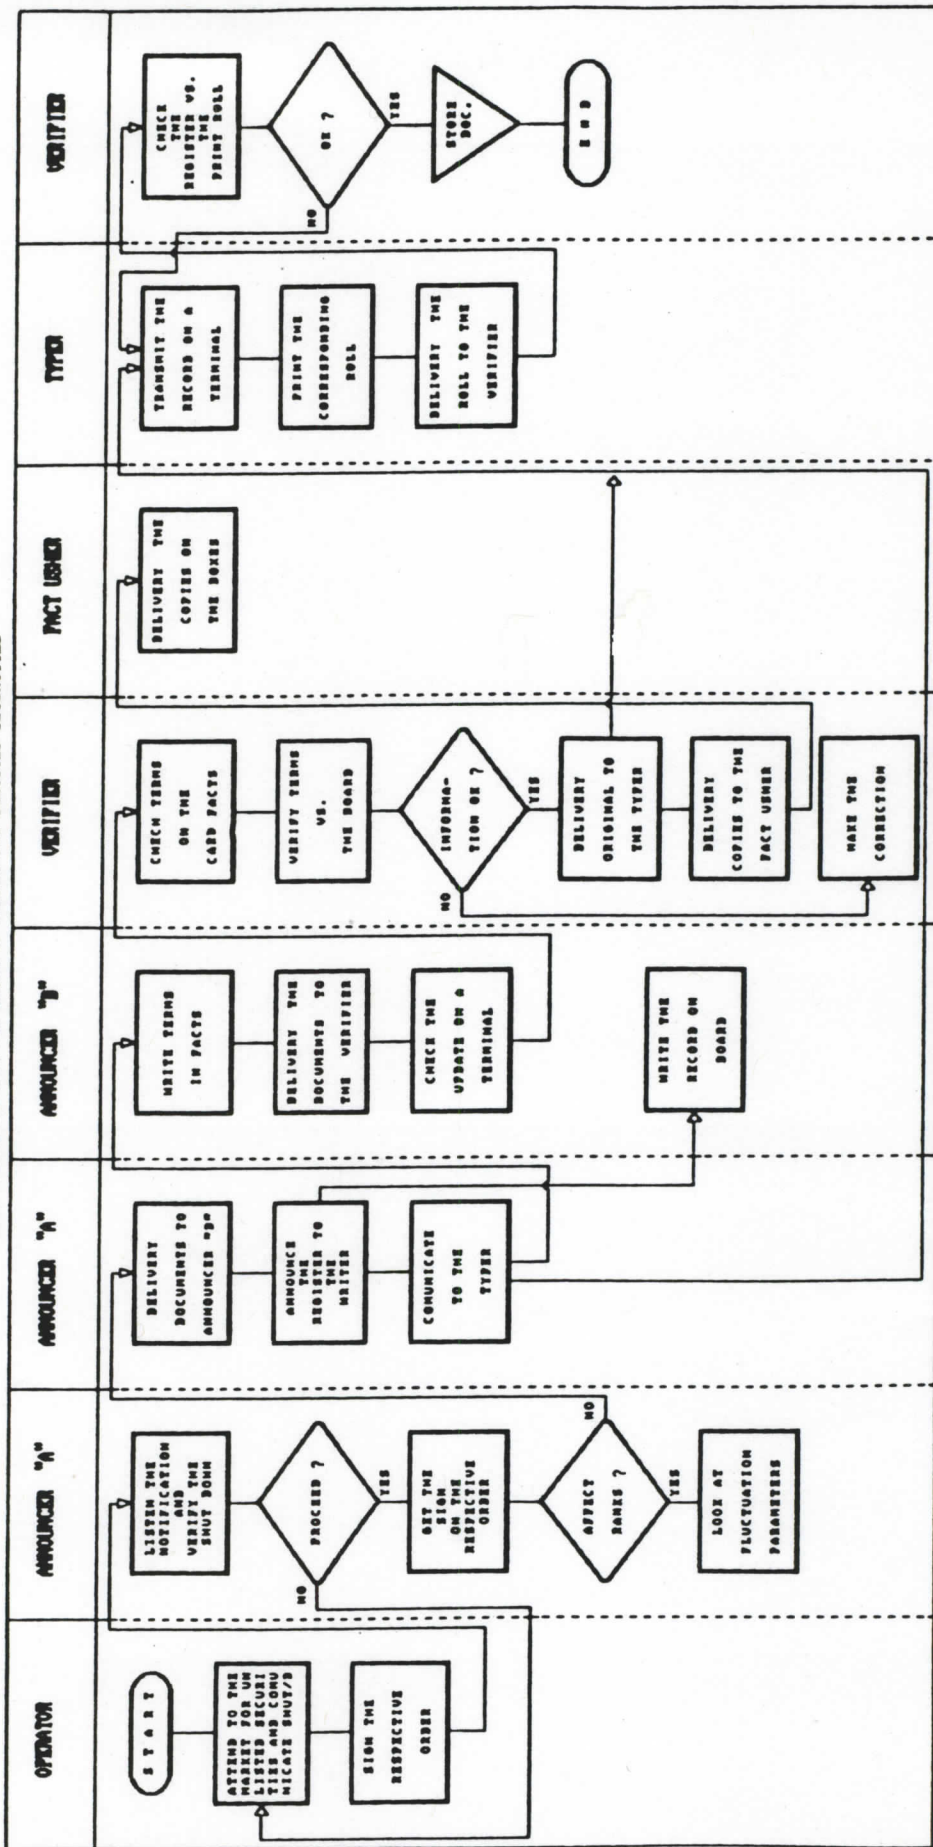 OPERATOR
ANNOUNCER "A"
ANNOUNCER "A"
ANNOUNCER "B"
VERIFIER
PACT USHER
TYPER
VERIFIER
START
ATTEND TO THE
MARKET FOR UN
LISTED SECURI
TIES AND COMU
NICATE SHUT/D
SIGN THE
RESPECTIVE
ORDER
LISTEN THE
NOTIFICATION
AND
VERIFY THE
SHUT DOWN
PROCEED ?
NO
YES
GET THE
SIGN
ON THE
RESPECTIVE
ORDER
AFFECT
RANKS ?
NO
YES
LOOK AT
FLUCTUATION
PARAMETERS
DELIVERY
DOCUMENTS TO
ANNOUNCER "B"
ANNOUNCE
THE
REGISTER TO
THE
WRITER
COMUNICATE
TO THE
TYPER
WRITE TERMS
IN PACTS
DELIVERY THE
DOCUMENTS TO
THE VERIFIER
CHECK THE
UPDATE ON A
TERMINAL
WRITE THE
RECORD ON
BOARD
CHECK TERMS
ON THE
CARD PACTS
VERIFY TERMS
VS.
THE BOARD
INFORMA-
TION OK ?
NO
YES
DELIVERY
ORIGINAL TO
THE TYPER
DELIVERY
COPIES TO THE
PACT USHER
MAKE THE
CORRECTION
DELIVERY THE
COPIES ON
THE BOXES
TRANSMIT THE
RECORD ON A
TERMINAL
PRINT THE
CORRESPONDING
ROLL
DELIVERY THE
ROLL TO THE
VERIFIER
CHECK
THE
REGISTER VS.
THE
PRINT ROLL
OK ?
NO
YES
STORE
DOC.
END